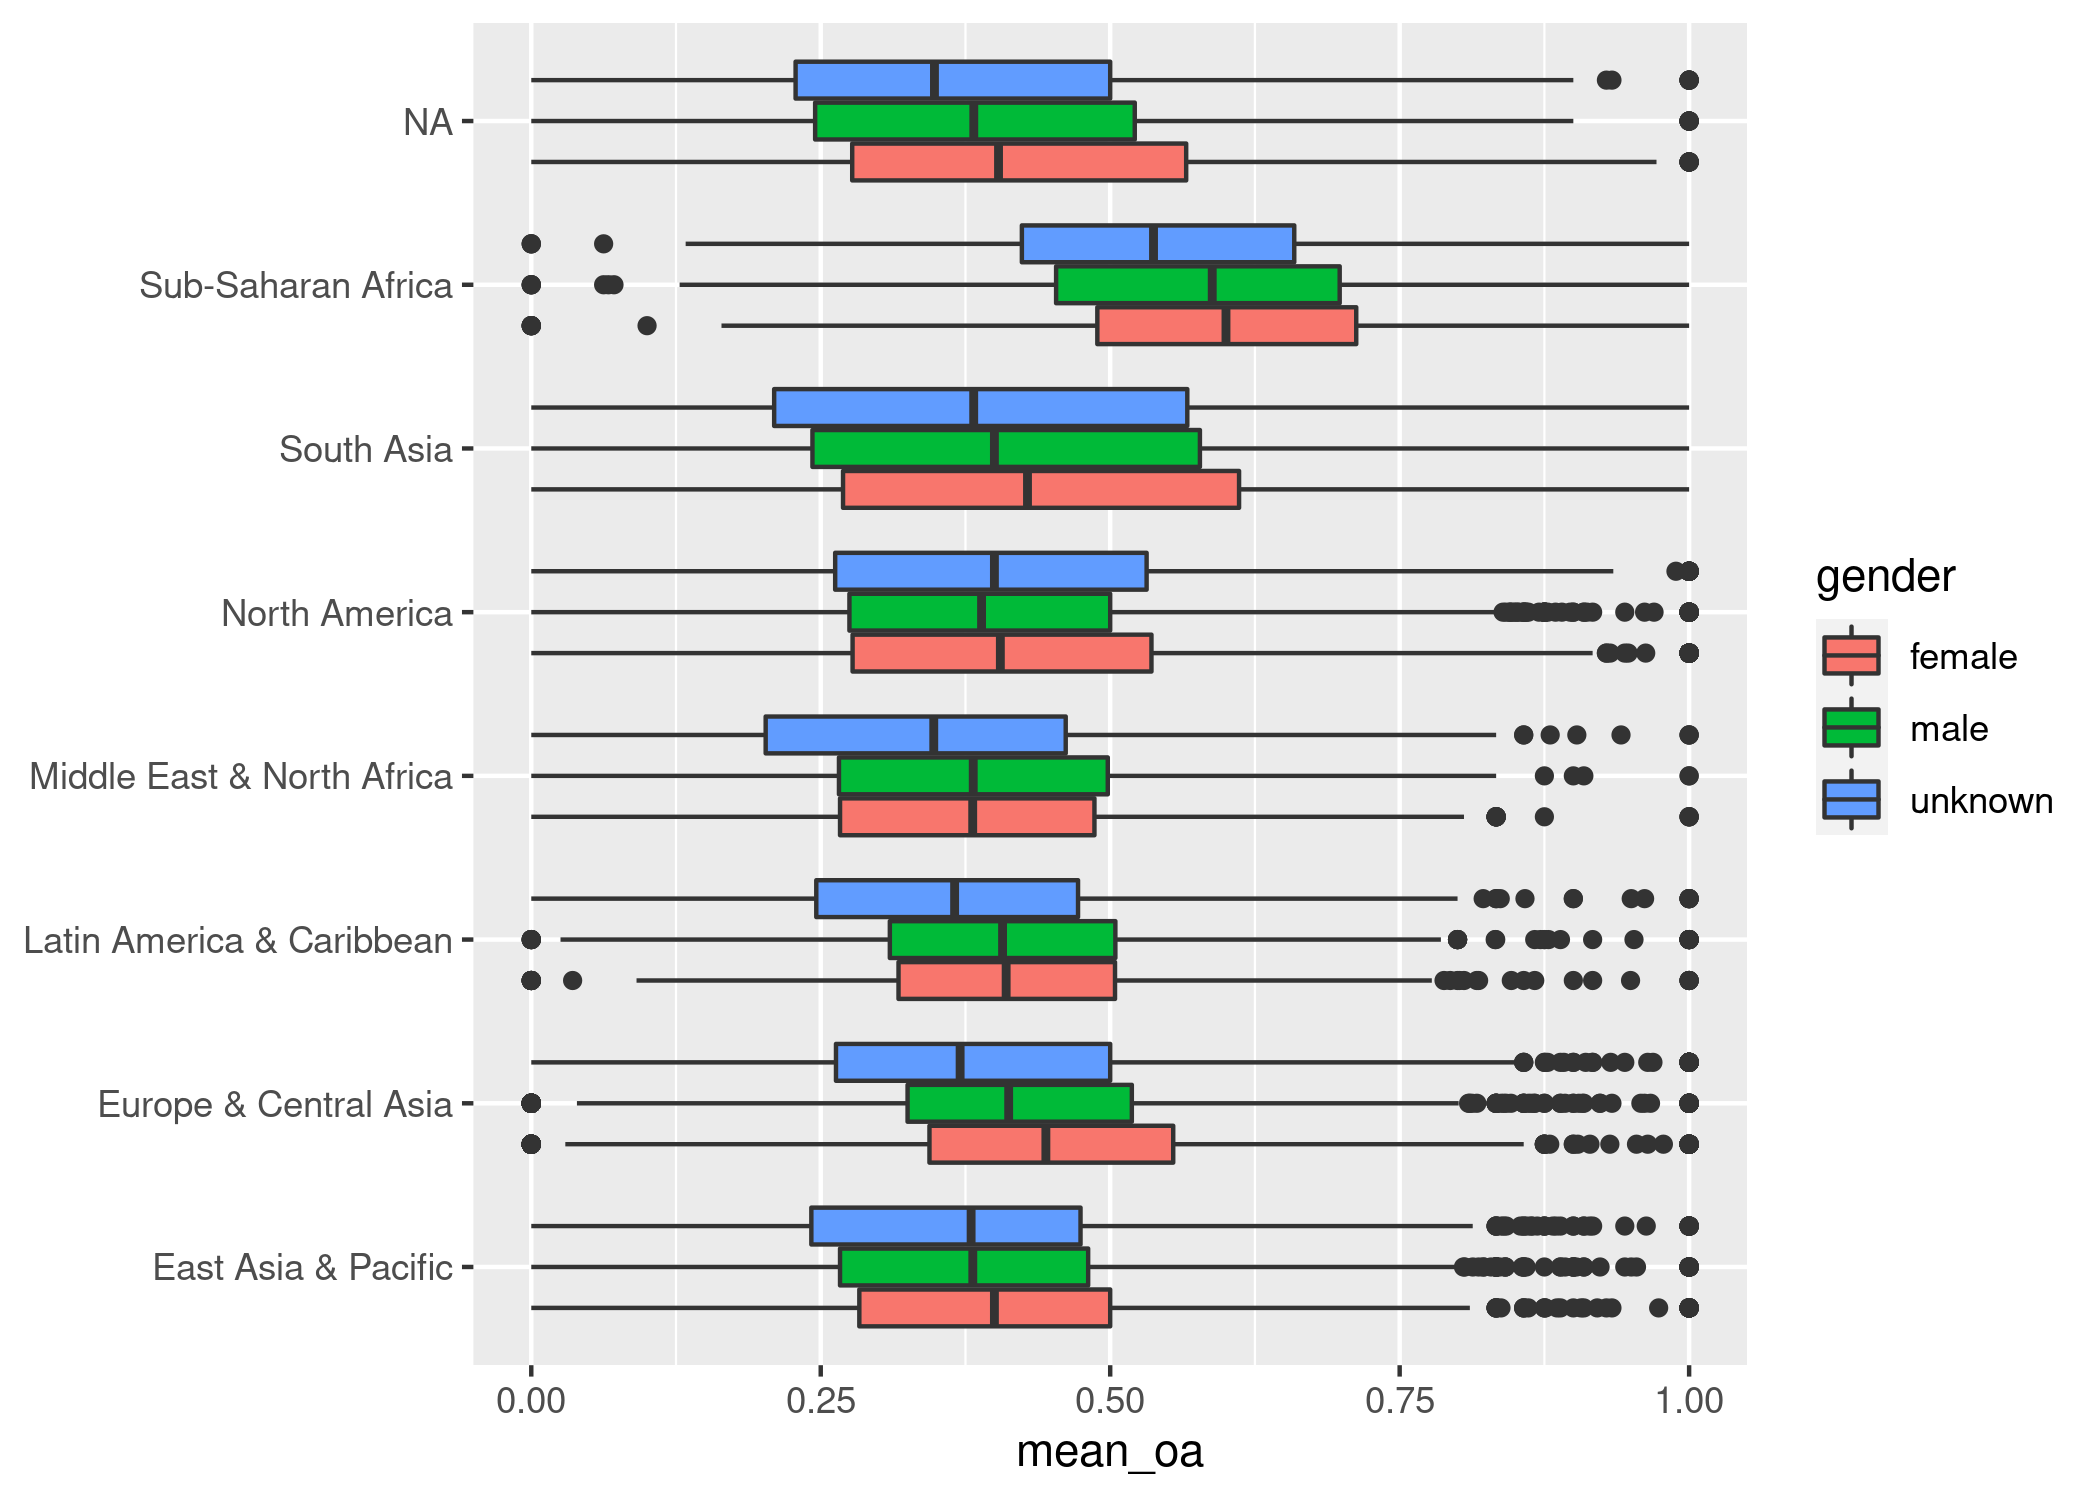 NA
Sub-Saharan Africa
South Asia
North America
Middle East & North Africa
Latin America & Caribbean
Europe & Central Asia
East Asia & Pacific
0.00 0.25 0.50 0.75 1.00
mean_oa
gender
female
male
unknown